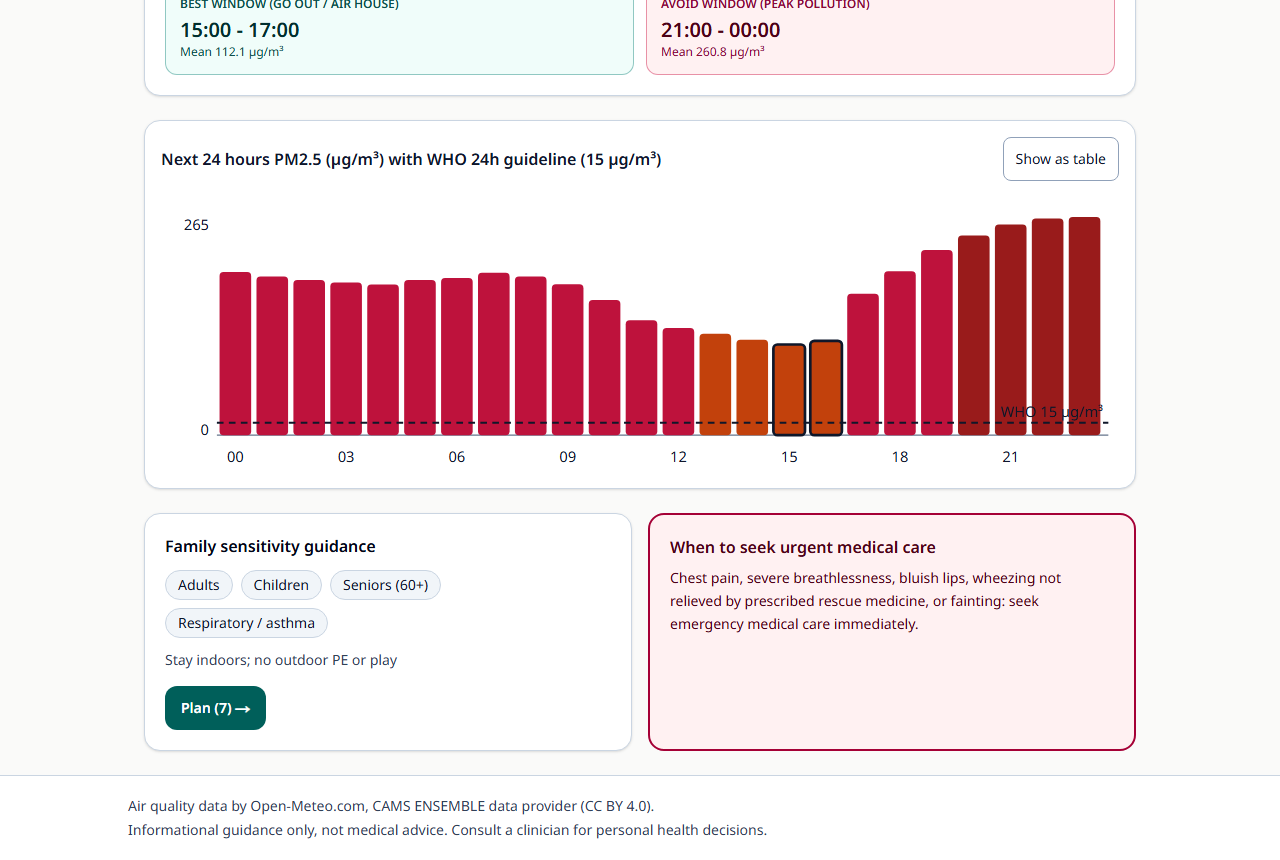 BEST WINDOW (GO OUT / AIR HOUSE)
15:00 - 17:00
Mean 112.1 µg/m³
AVOID WINDOW (PEAK POLLUTION)
21:00 - 00:00
Mean 260.8 µg/m³
Next 24 hours PM2.5 (µg/m³) with WHO 24h guideline (15 µg/m³)
Show as table
265
WHO 15 µg/m³
0
00 03 06 09 12 15 18 21
Family sensitivity guidance
Adults Children Seniors (60+)
Respiratory / asthma
Stay indoors; no outdoor PE or play
Plan (7) →
When to seek urgent medical care
Chest pain, severe breathlessness, bluish lips, wheezing not
relieved by prescribed rescue medicine, or fainting: seek
emergency medical care immediately.
Air quality data by Open-Meteo.com, CAMS ENSEMBLE data provider (CC BY 4.0).
Informational guidance only, not medical advice. Consult a clinician for personal health decisions.